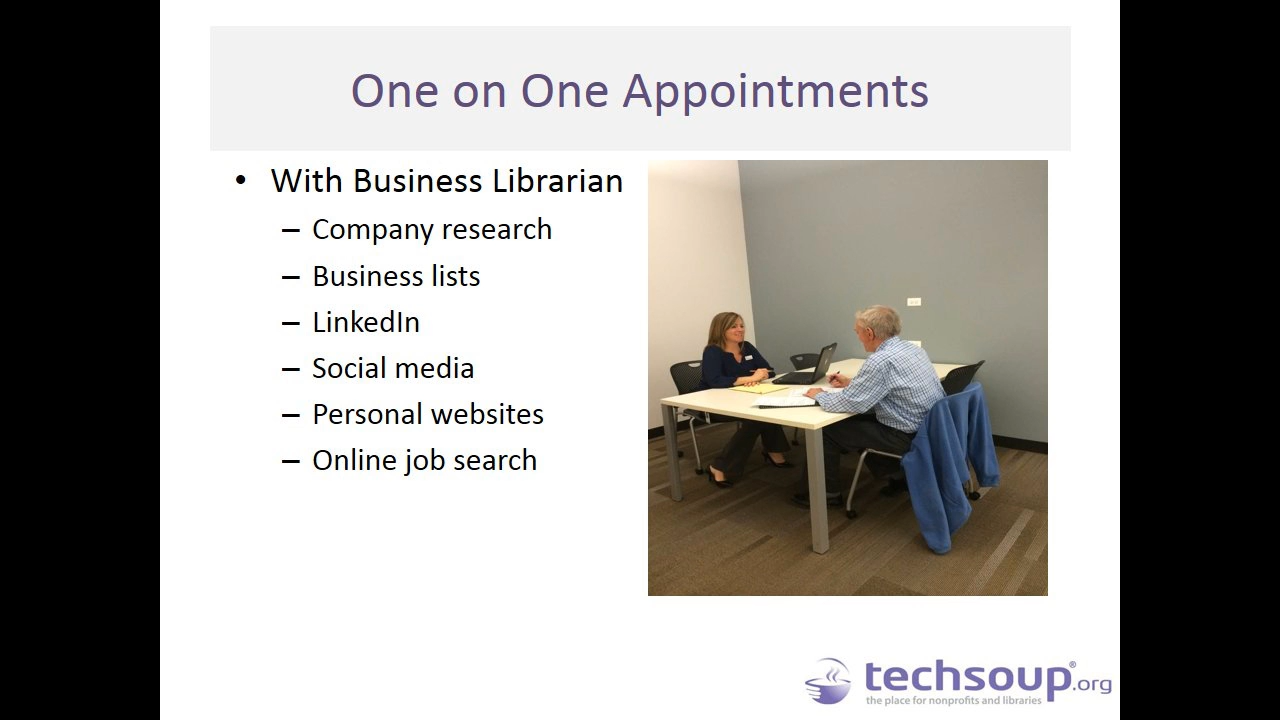 One on One Appointments
• With Business Librarian
– Company research
– Business lists
– LinkedIn
– Social media
– Personal websites
– Online job search
techsoup®.org
the place for nonprofits and libraries